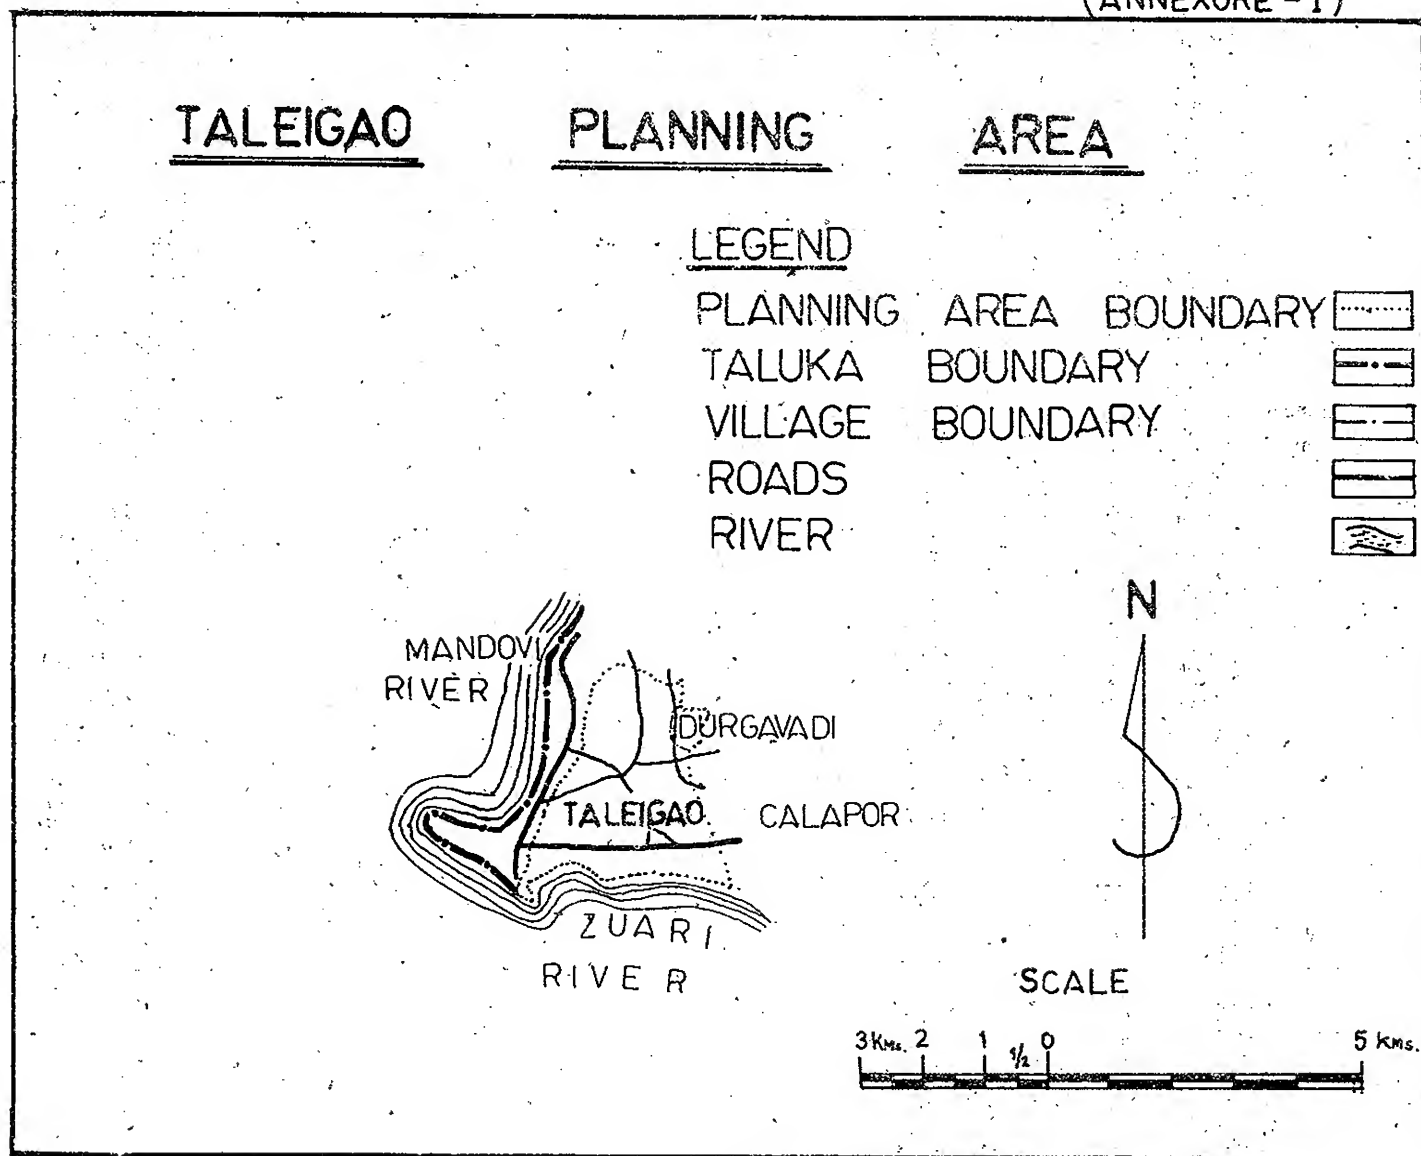 (ANNEXURE - I)
TALEIGAO PLANNING AREA
LEGEND
PLANNING AREA BOUNDARY
TALUKA BOUNDARY
VILLAGE BOUNDARY
ROADS
RIVER
N
MANDOVI
RIVER
DURGAVADI
TALEIGAO
CALAPOR
ZUARI
RIVER
SCALE
3 Kms. 2 1 1/2 0 5 Kms.